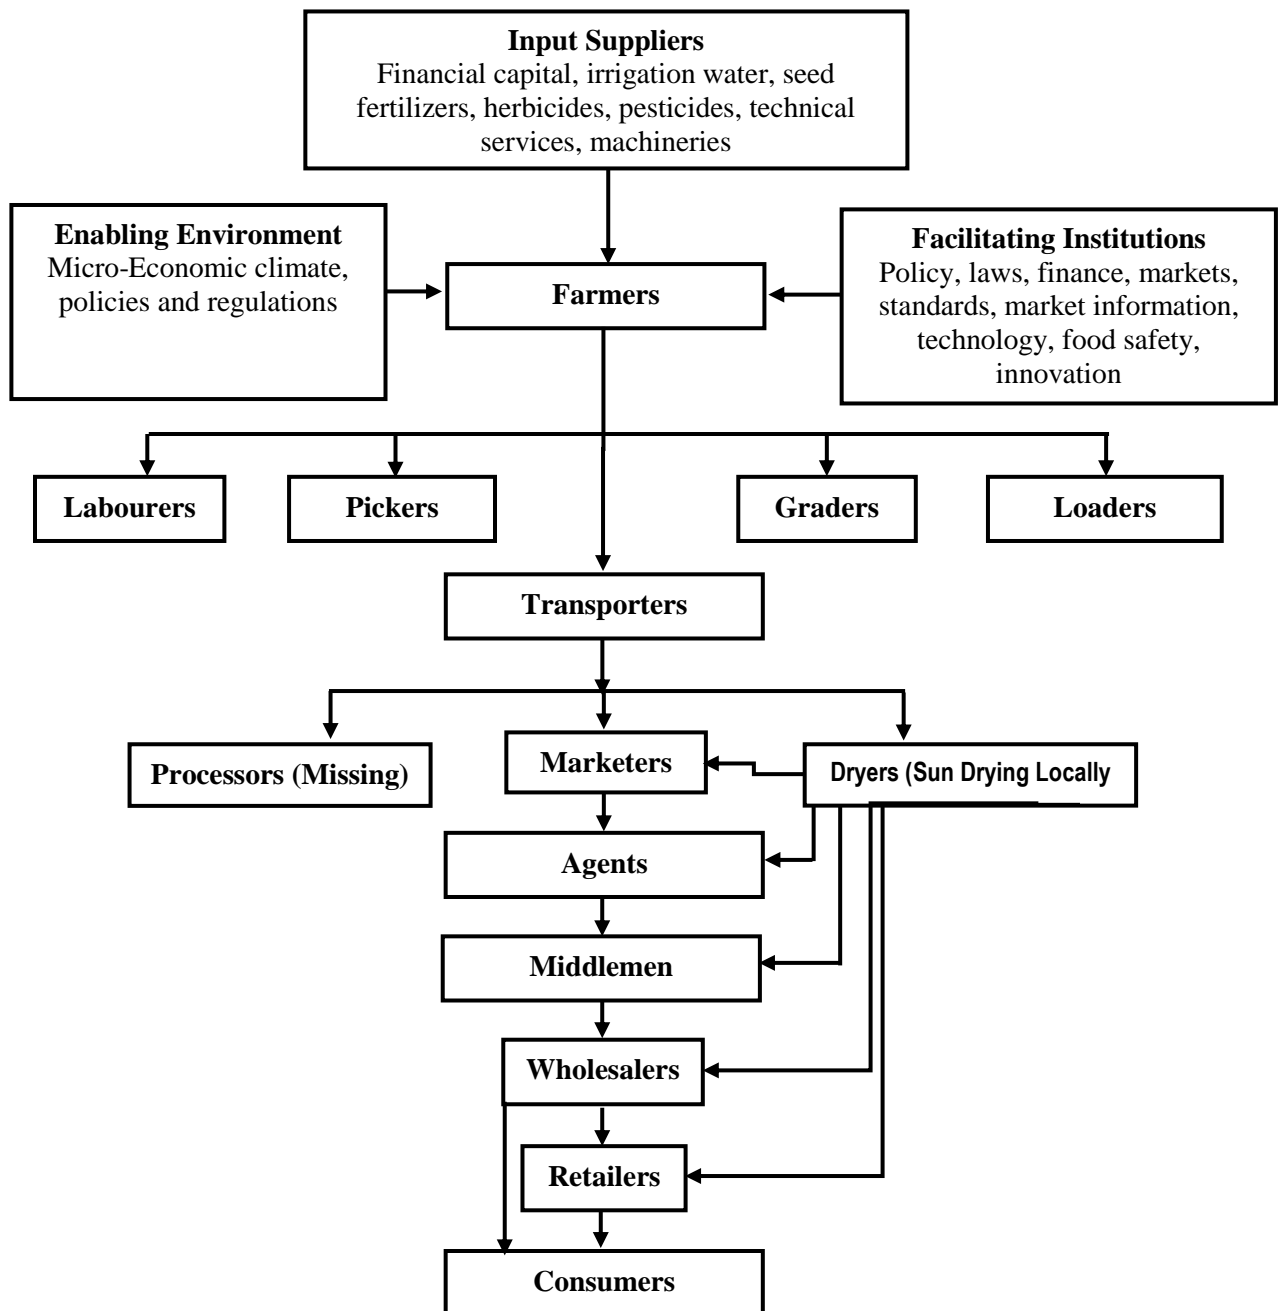 Input Suppliers
Financial capital, irrigation water, seed
fertilizers, herbicides, pesticides, technical
services, machineries
Enabling Environment
Micro-Economic climate,
policies and regulations
Facilitating Institutions
Policy, laws, finance, markets,
standards, market information,
technology, food safety,
innovation
Farmers
Labourers
Pickers
Graders
Loaders
Transporters
Processors (Missing)
Marketers
Dryers (Sun Drying Locally
Agents
Middlemen
Wholesalers
Retailers
Consumers